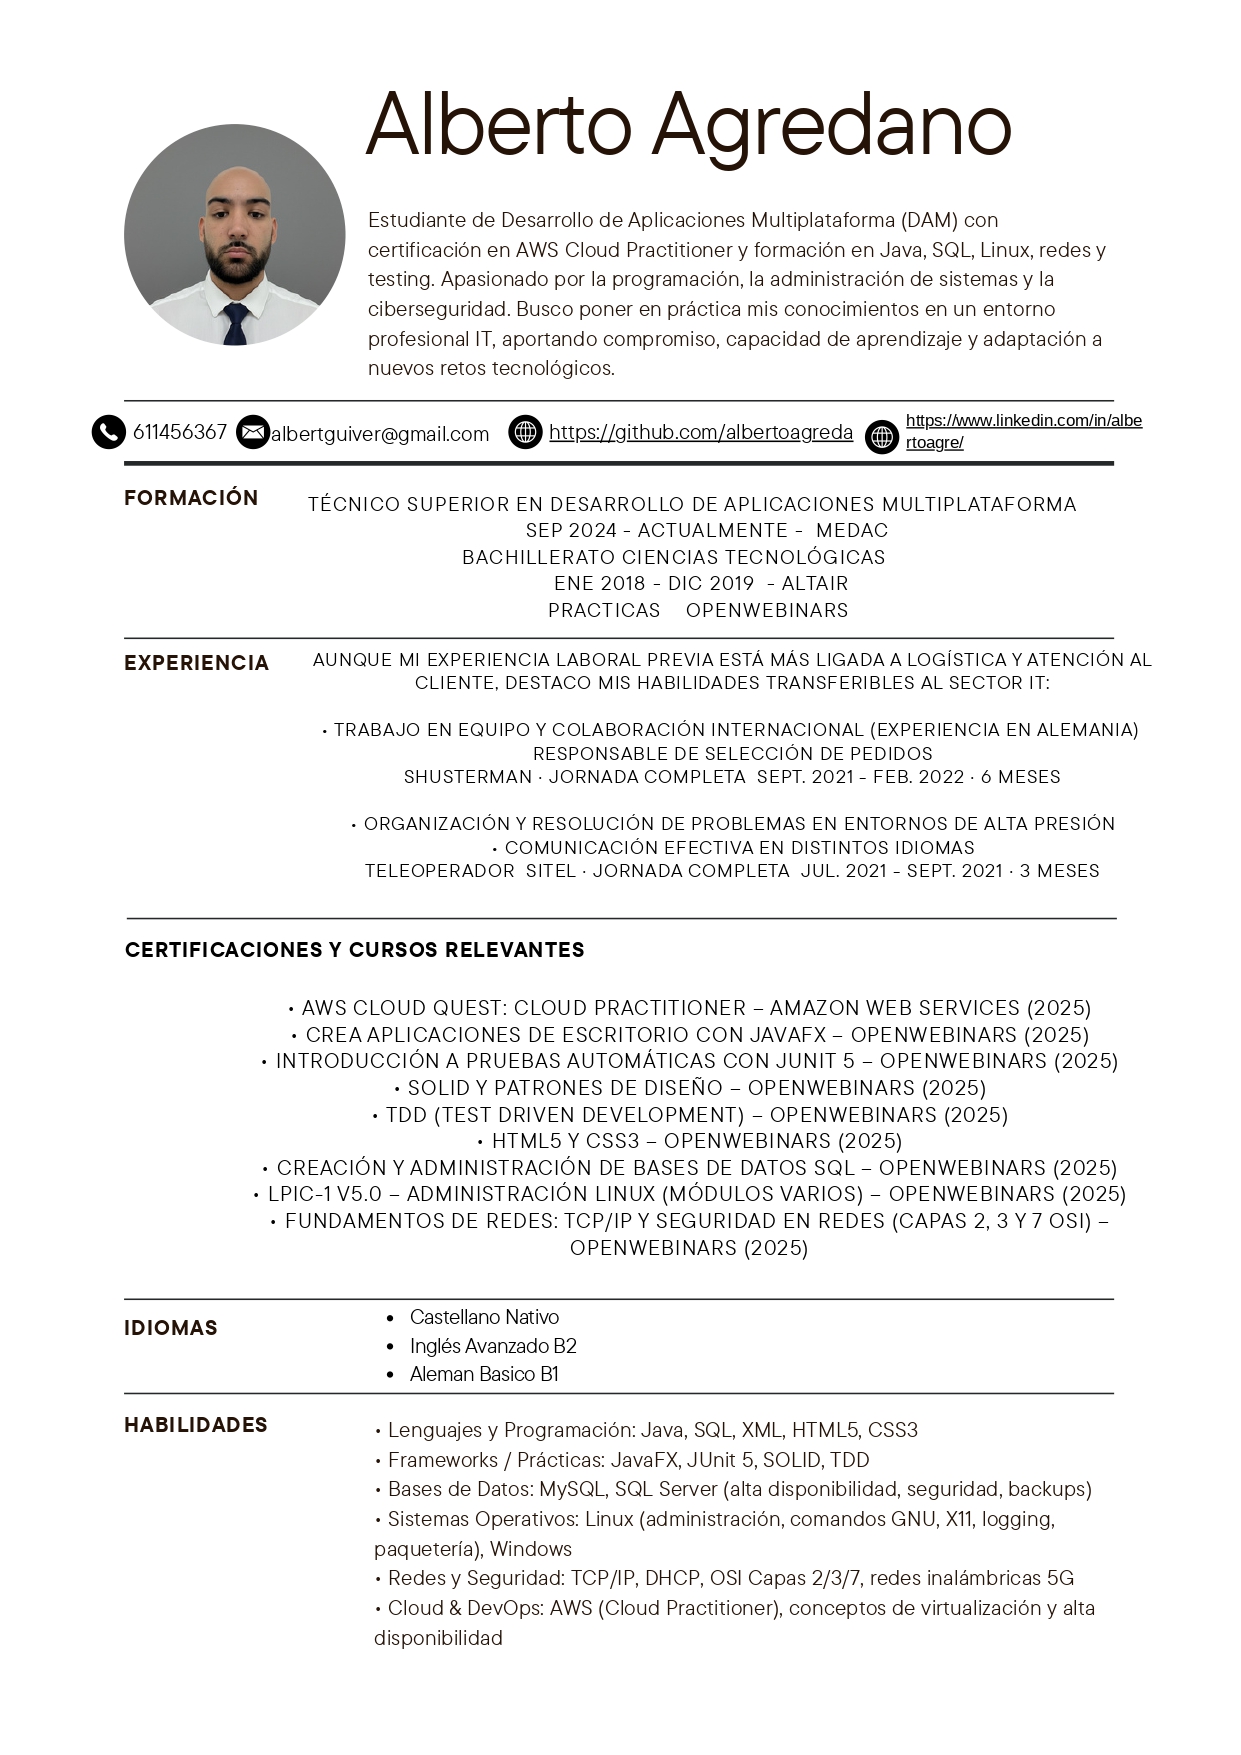 Alberto Agredano
Estudiante de Desarrollo de Aplicaciones Multiplataforma (DAM) con
certificación en AWS Cloud Practitioner y formación en Java, SQL, Linux, redes y
testing. Apasionado por la programación, la administración de sistemas y la
ciberseguridad. Busco poner en práctica mis conocimientos en un entorno
profesional IT, aportando compromiso, capacidad de aprendizaje y adaptación a
nuevos retos tecnológicos.
611456367 albertguiver@gmail.com https://github.com/albertoagreda https://www.linkedin.com/in/albe
rtoagre/
FORMACIÓN
TÉCNICO SUPERIOR EN DESARROLLO DE APLICACIONES MULTIPLATAFORMA
SEP 2024 - ACTUALMENTE - MEDAC
BACHILLERATO CIENCIAS TECNOLÓGICAS
ENE 2018 - DIC 2019 - ALTAIR
PRACTICAS OPENWEBINARS
EXPERIENCIA
AUNQUE MI EXPERIENCIA LABORAL PREVIA ESTÁ MÁS LIGADA A LOGÍSTICA Y ATENCIÓN AL
CLIENTE, DESTACO MIS HABILIDADES TRANSFERIBLES AL SECTOR IT:
• TRABAJO EN EQUIPO Y COLABORACIÓN INTERNACIONAL (EXPERIENCIA EN ALEMANIA)
RESPONSABLE DE SELECCIÓN DE PEDIDOS
SHUSTERMAN · JORNADA COMPLETA SEPT. 2021 - FEB. 2022 · 6 MESES
• ORGANIZACIÓN Y RESOLUCIÓN DE PROBLEMAS EN ENTORNOS DE ALTA PRESIÓN
• COMUNICACIÓN EFECTIVA EN DISTINTOS IDIOMAS
TELEOPERADOR SITEL · JORNADA COMPLETA JUL. 2021 - SEPT. 2021 · 3 MESES
CERTIFICACIONES Y CURSOS RELEVANTES
• AWS CLOUD QUEST: CLOUD PRACTITIONER – AMAZON WEB SERVICES (2025)
• CREA APLICACIONES DE ESCRITORIO CON JAVAFX – OPENWEBINARS (2025)
• INTRODUCCIÓN A PRUEBAS AUTOMÁTICAS CON JUNIT 5 – OPENWEBINARS (2025)
• SOLID Y PATRONES DE DISEÑO – OPENWEBINARS (2025)
• TDD (TEST DRIVEN DEVELOPMENT) – OPENWEBINARS (2025)
• HTML5 Y CSS3 – OPENWEBINARS (2025)
• CREACIÓN Y ADMINISTRACIÓN DE BASES DE DATOS SQL – OPENWEBINARS (2025)
• LPIC-1 V5.0 – ADMINISTRACIÓN LINUX (MÓDULOS VARIOS) – OPENWEBINARS (2025)
• FUNDAMENTOS DE REDES: TCP/IP Y SEGURIDAD EN REDES (CAPAS 2, 3 Y 7 OSI) –
OPENWEBINARS (2025)
IDIOMAS
• Castellano Nativo
• Inglés Avanzado B2
• Aleman Basico B1
HABILIDADES
• Lenguajes y Programación: Java, SQL, XML, HTML5, CSS3
• Frameworks / Prácticas: JavaFX, JUnit 5, SOLID, TDD
• Bases de Datos: MySQL, SQL Server (alta disponibilidad, seguridad, backups)
• Sistemas Operativos: Linux (administración, comandos GNU, X11, logging,
paquetería), Windows
• Redes y Seguridad: TCP/IP, DHCP, OSI Capas 2/3/7, redes inalámbricas 5G
• Cloud & DevOps: AWS (Cloud Practitioner), conceptos de virtualización y alta
disponibilidad